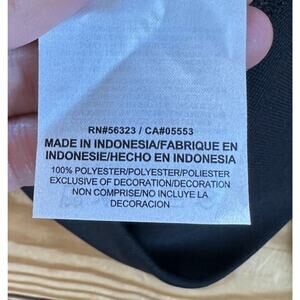 RN#56323 / CA#05553
MADE IN INDONESIA/FABRIQUE EN
INDONESIE/HECHO EN INDONESIA
100% POLYESTER/POLYESTER/POLIESTER
EXCLUSIVE OF DECORATION/DECORATION
NON COMPRISE/NO INCLUYE LA
DECORACION